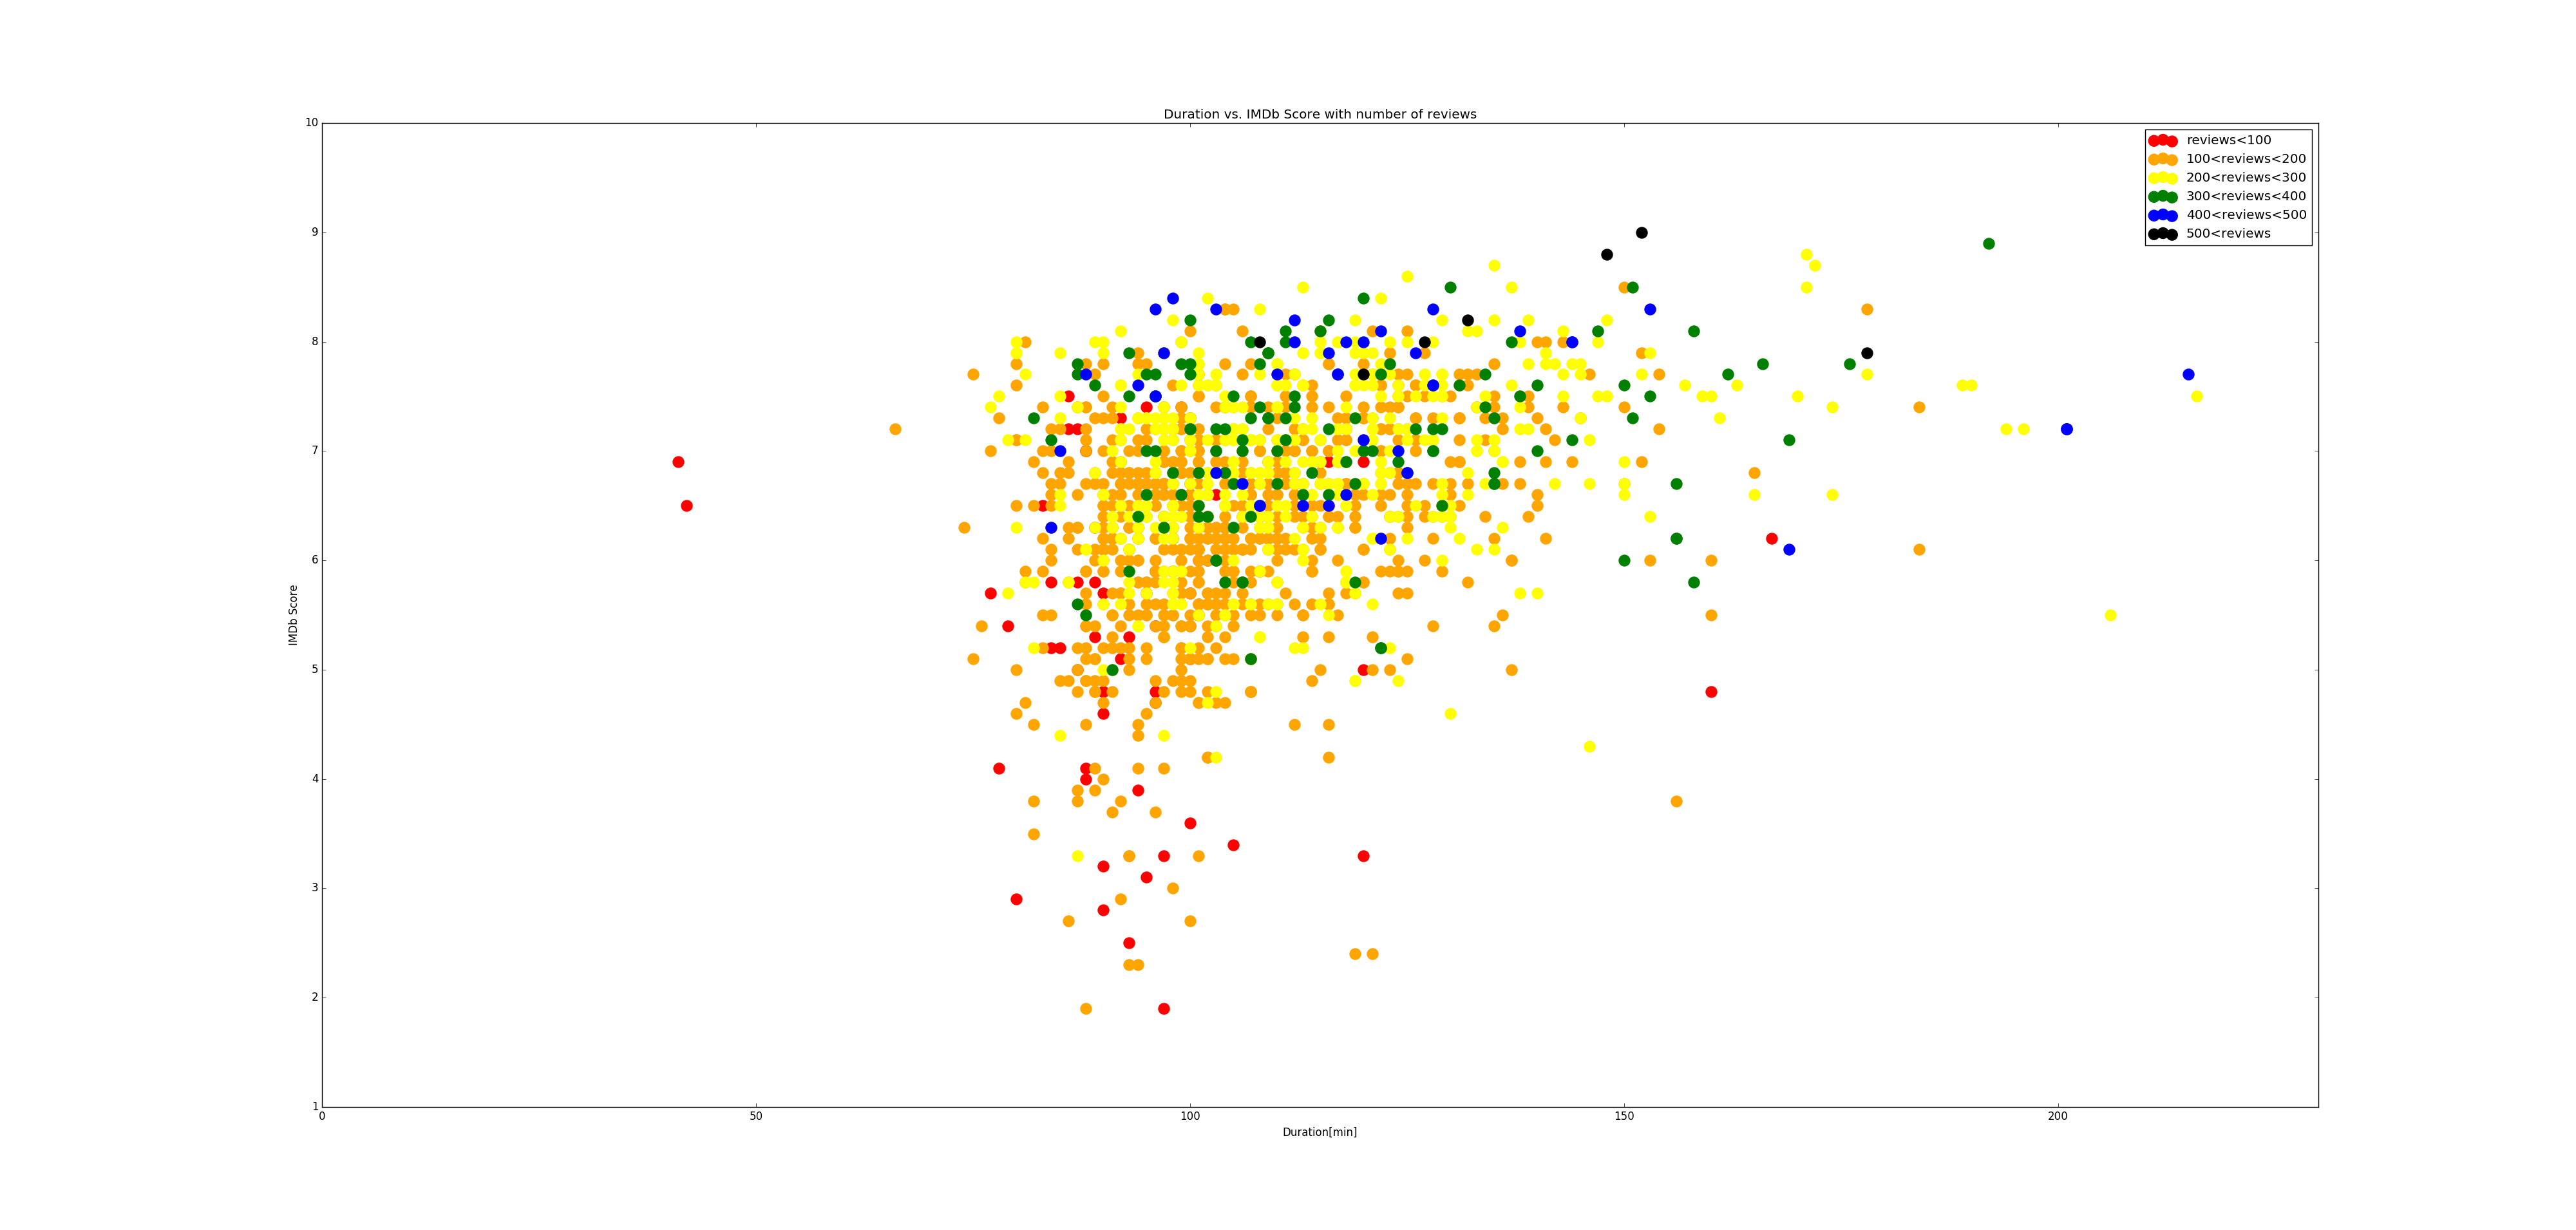 Duration vs. IMDb Score with number of reviews
10
9
8
7
6
5
4
3
2
1
IMDb Score
reviews<100
100<reviews<200
200<reviews<300
300<reviews<400
400<reviews<500
500<reviews
0 50 100 150 200
Duration[min]